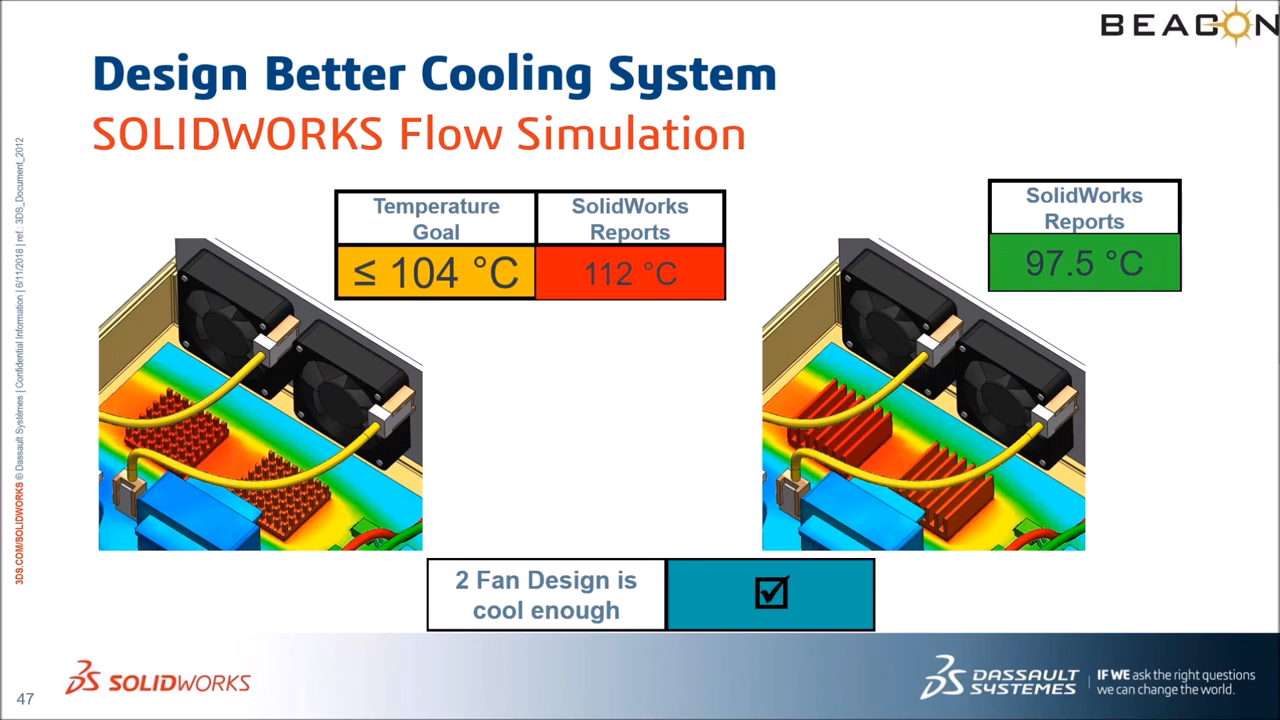 BEACON
Design Better Cooling System
SOLIDWORKS Flow Simulation
3DS.COM/SOLIDWORKS © Dassault Systèmes | Confidential Information | 6/11/2018 | ref.: 3DS_Document_2012
Temperature
Goal
SolidWorks
Reports
≤ 104 °C
112 °C
SolidWorks
Reports
97.5 °C
2 Fan Design is
cool enough
47
SOLIDWORKS
DASSAULT
SYSTEMES
IF WE ask the right questions
we can change the world.